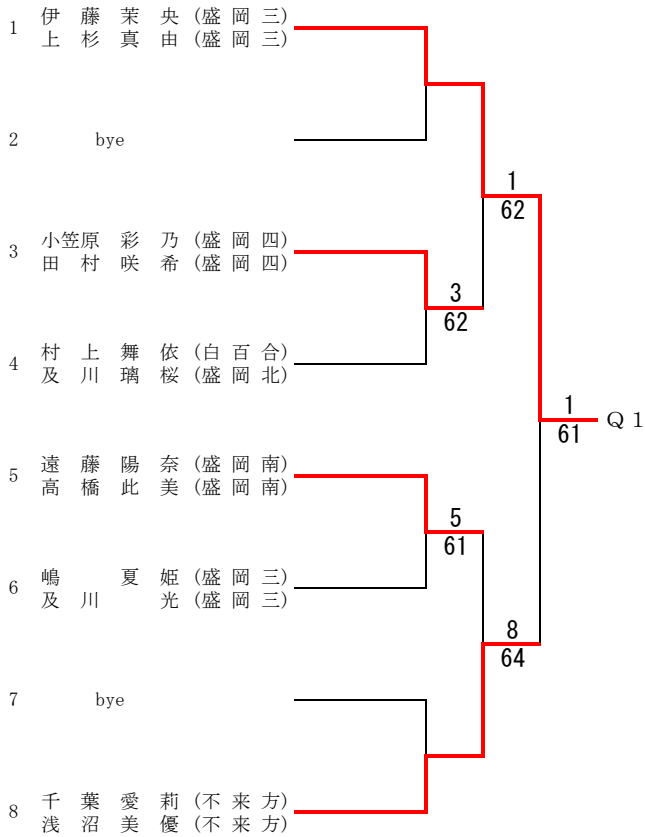 1 伊藤茉央(盛岡三)
上杉真由(盛岡三)
2 bye
1
62
3 小笠原彩乃(盛岡四)
田村咲希(盛岡四)
3
62
4 村上舞依(白百合)
及川璃桜(盛岡北)
1
61
Q1
5 遠藤陽奈(盛岡南)
高橋此美(盛岡南)
5
61
6 嶋夏姫(盛岡三)
及川光(盛岡三)
8
64
7 bye
8 千葉愛莉(不来方)
浅沼美優(不来方)